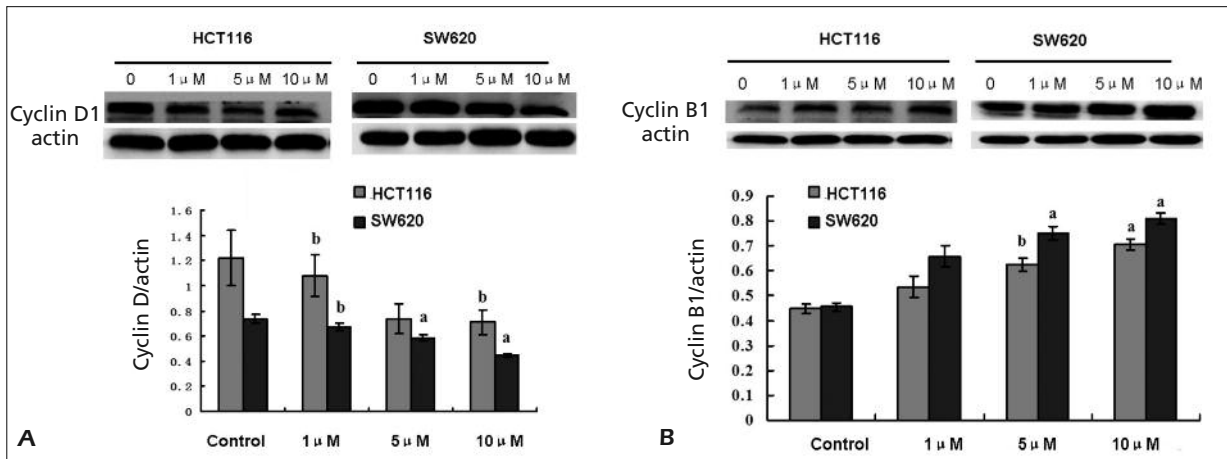 HCT116 SW620
0 1 μ M 5 μ M 10 μ M 0 1 μ M 5 μ M 10 μ M
Cyclin D1
actin
HCT116
SW620
Cyclin D/actin
1.6
1.4
1.2
1
0.8
0.6
0.4
0.2
0
b
b
a
b
a
Control 1 μ M 5 μ M 10 μ M
A
HCT116 SW620
0 1 μ M 5 μ M 10 μ M 0 1 μ M 5 μ M 10 μ M
Cyclin B1
actin
HCT116
SW620
Cyclin B1/actin
0.9
0.8
0.7
0.6
0.5
0.4
0.3
0.2
0.1
0
b
a
a
a
Control 1 μ M 5 μ M 10 μ M
B